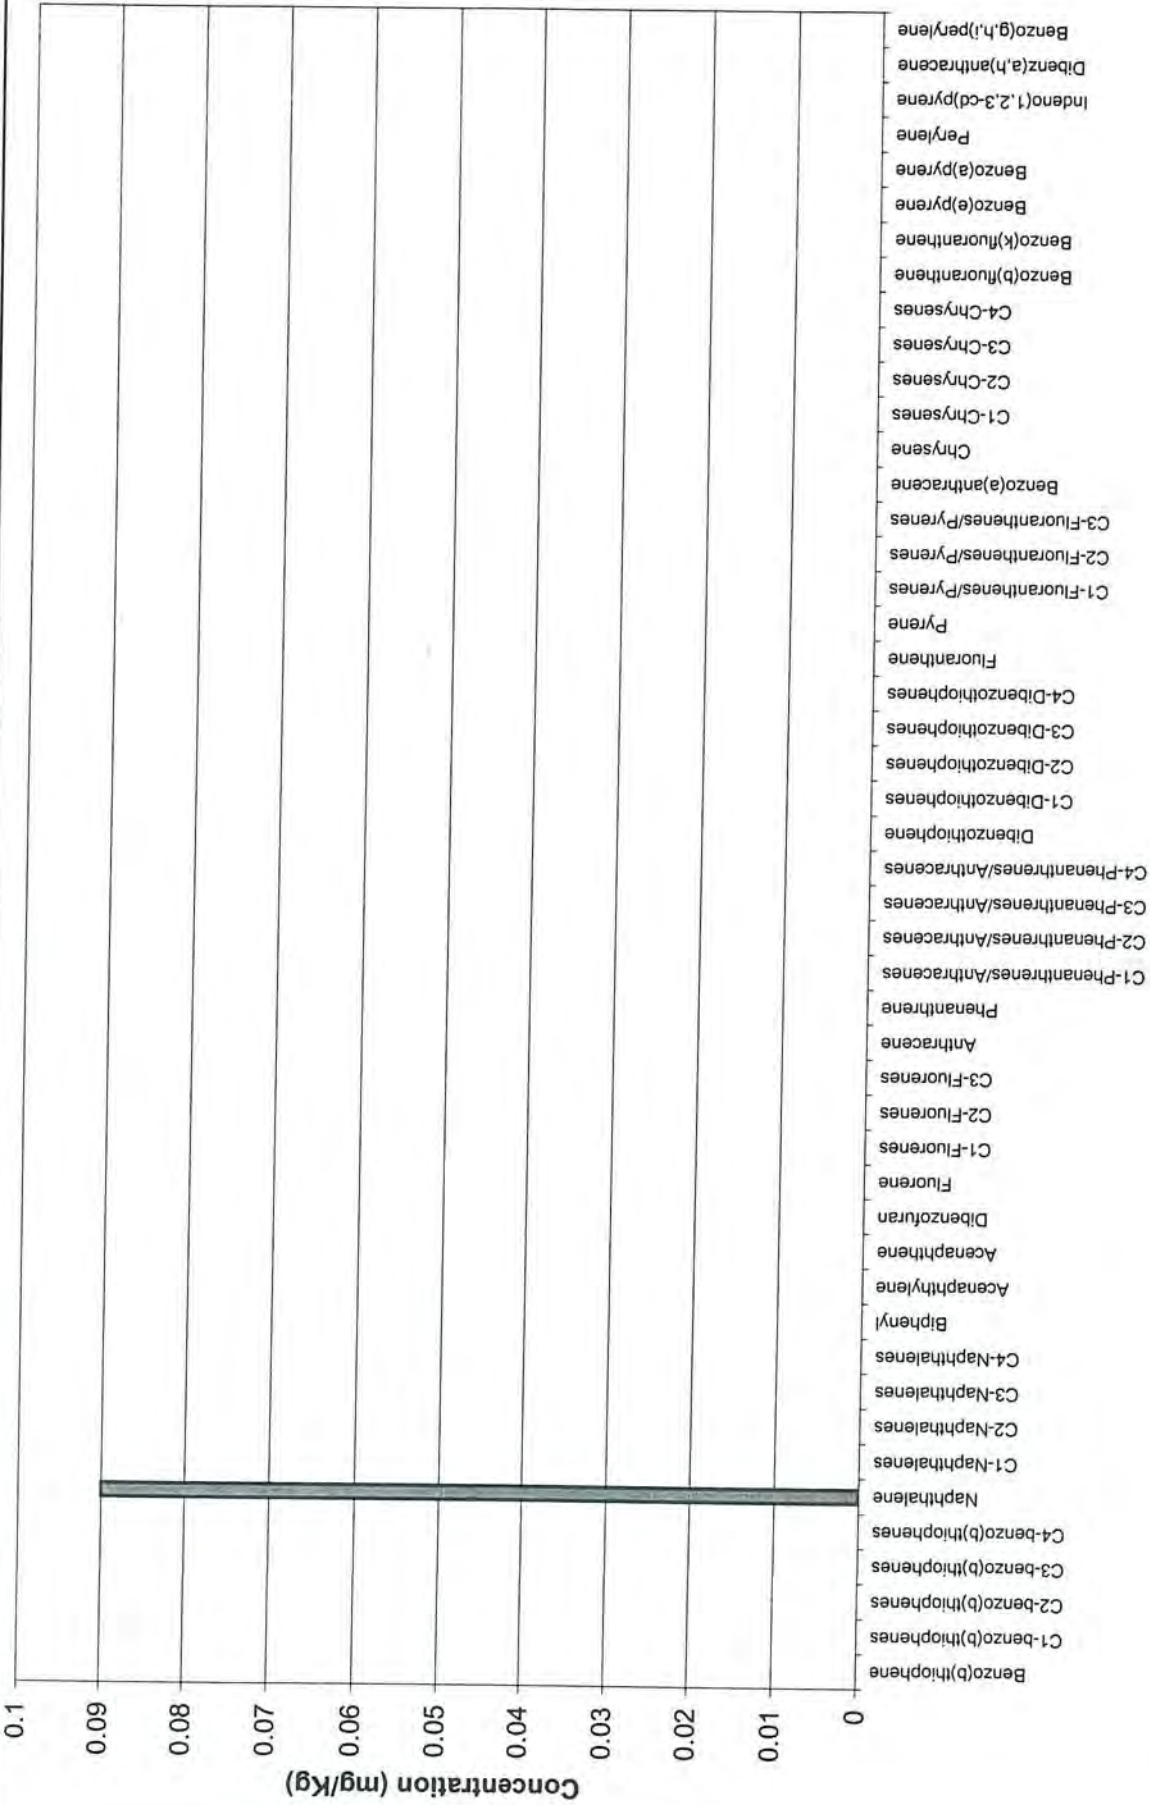 Concentration (mg/Kg)
0.1
0.09
0.08
0.07
0.06
0.05
0.04
0.03
0.02
0.01
0
Benzo(b)thiophene
C1-benzo(b)thiophenes
C2-benzo(b)thiophenes
C3-benzo(b)thiophenes
C4-benzo(b)thiophenes
Naphthalene
C1-Naphthalenes
C2-Naphthalenes
C3-Naphthalenes
C4-Naphthalenes
Biphenyl
Acenaphthylene
Acenaphthene
Dibenzofuran
Fluorene
C1-Fluorenes
C2-Fluorenes
C3-Fluorenes
Anthracene
Phenanthrene
C1-Phenanthrenes/Anthracenes
C2-Phenanthrenes/Anthracenes
C3-Phenanthrenes/Anthracenes
C4-Phenanthrenes/Anthracenes
Dibenzothiophene
C1-Dibenzothiophenes
C2-Dibenzothiophenes
C3-Dibenzothiophenes
C4-Dibenzothiophenes
Fluoranthene
Pyrene
C1-Fluoranthenes/Pyrenes
C2-Fluoranthenes/Pyrenes
C3-Fluoranthenes/Pyrenes
Benzo(a)anthracene
Chrysene
C1-Chrysenes
C2-Chrysenes
C3-Chrysenes
C4-Chrysenes
Benzo(b)fluoranthene
Benzo(k)fluoranthene
Benzo(e)pyrene
Benzo(a)pyrene
Perylene
Indeno(1,2,3-cd)pyrene
Dibenz(a,h)anthracene
Benzo(g,h,i)perylene